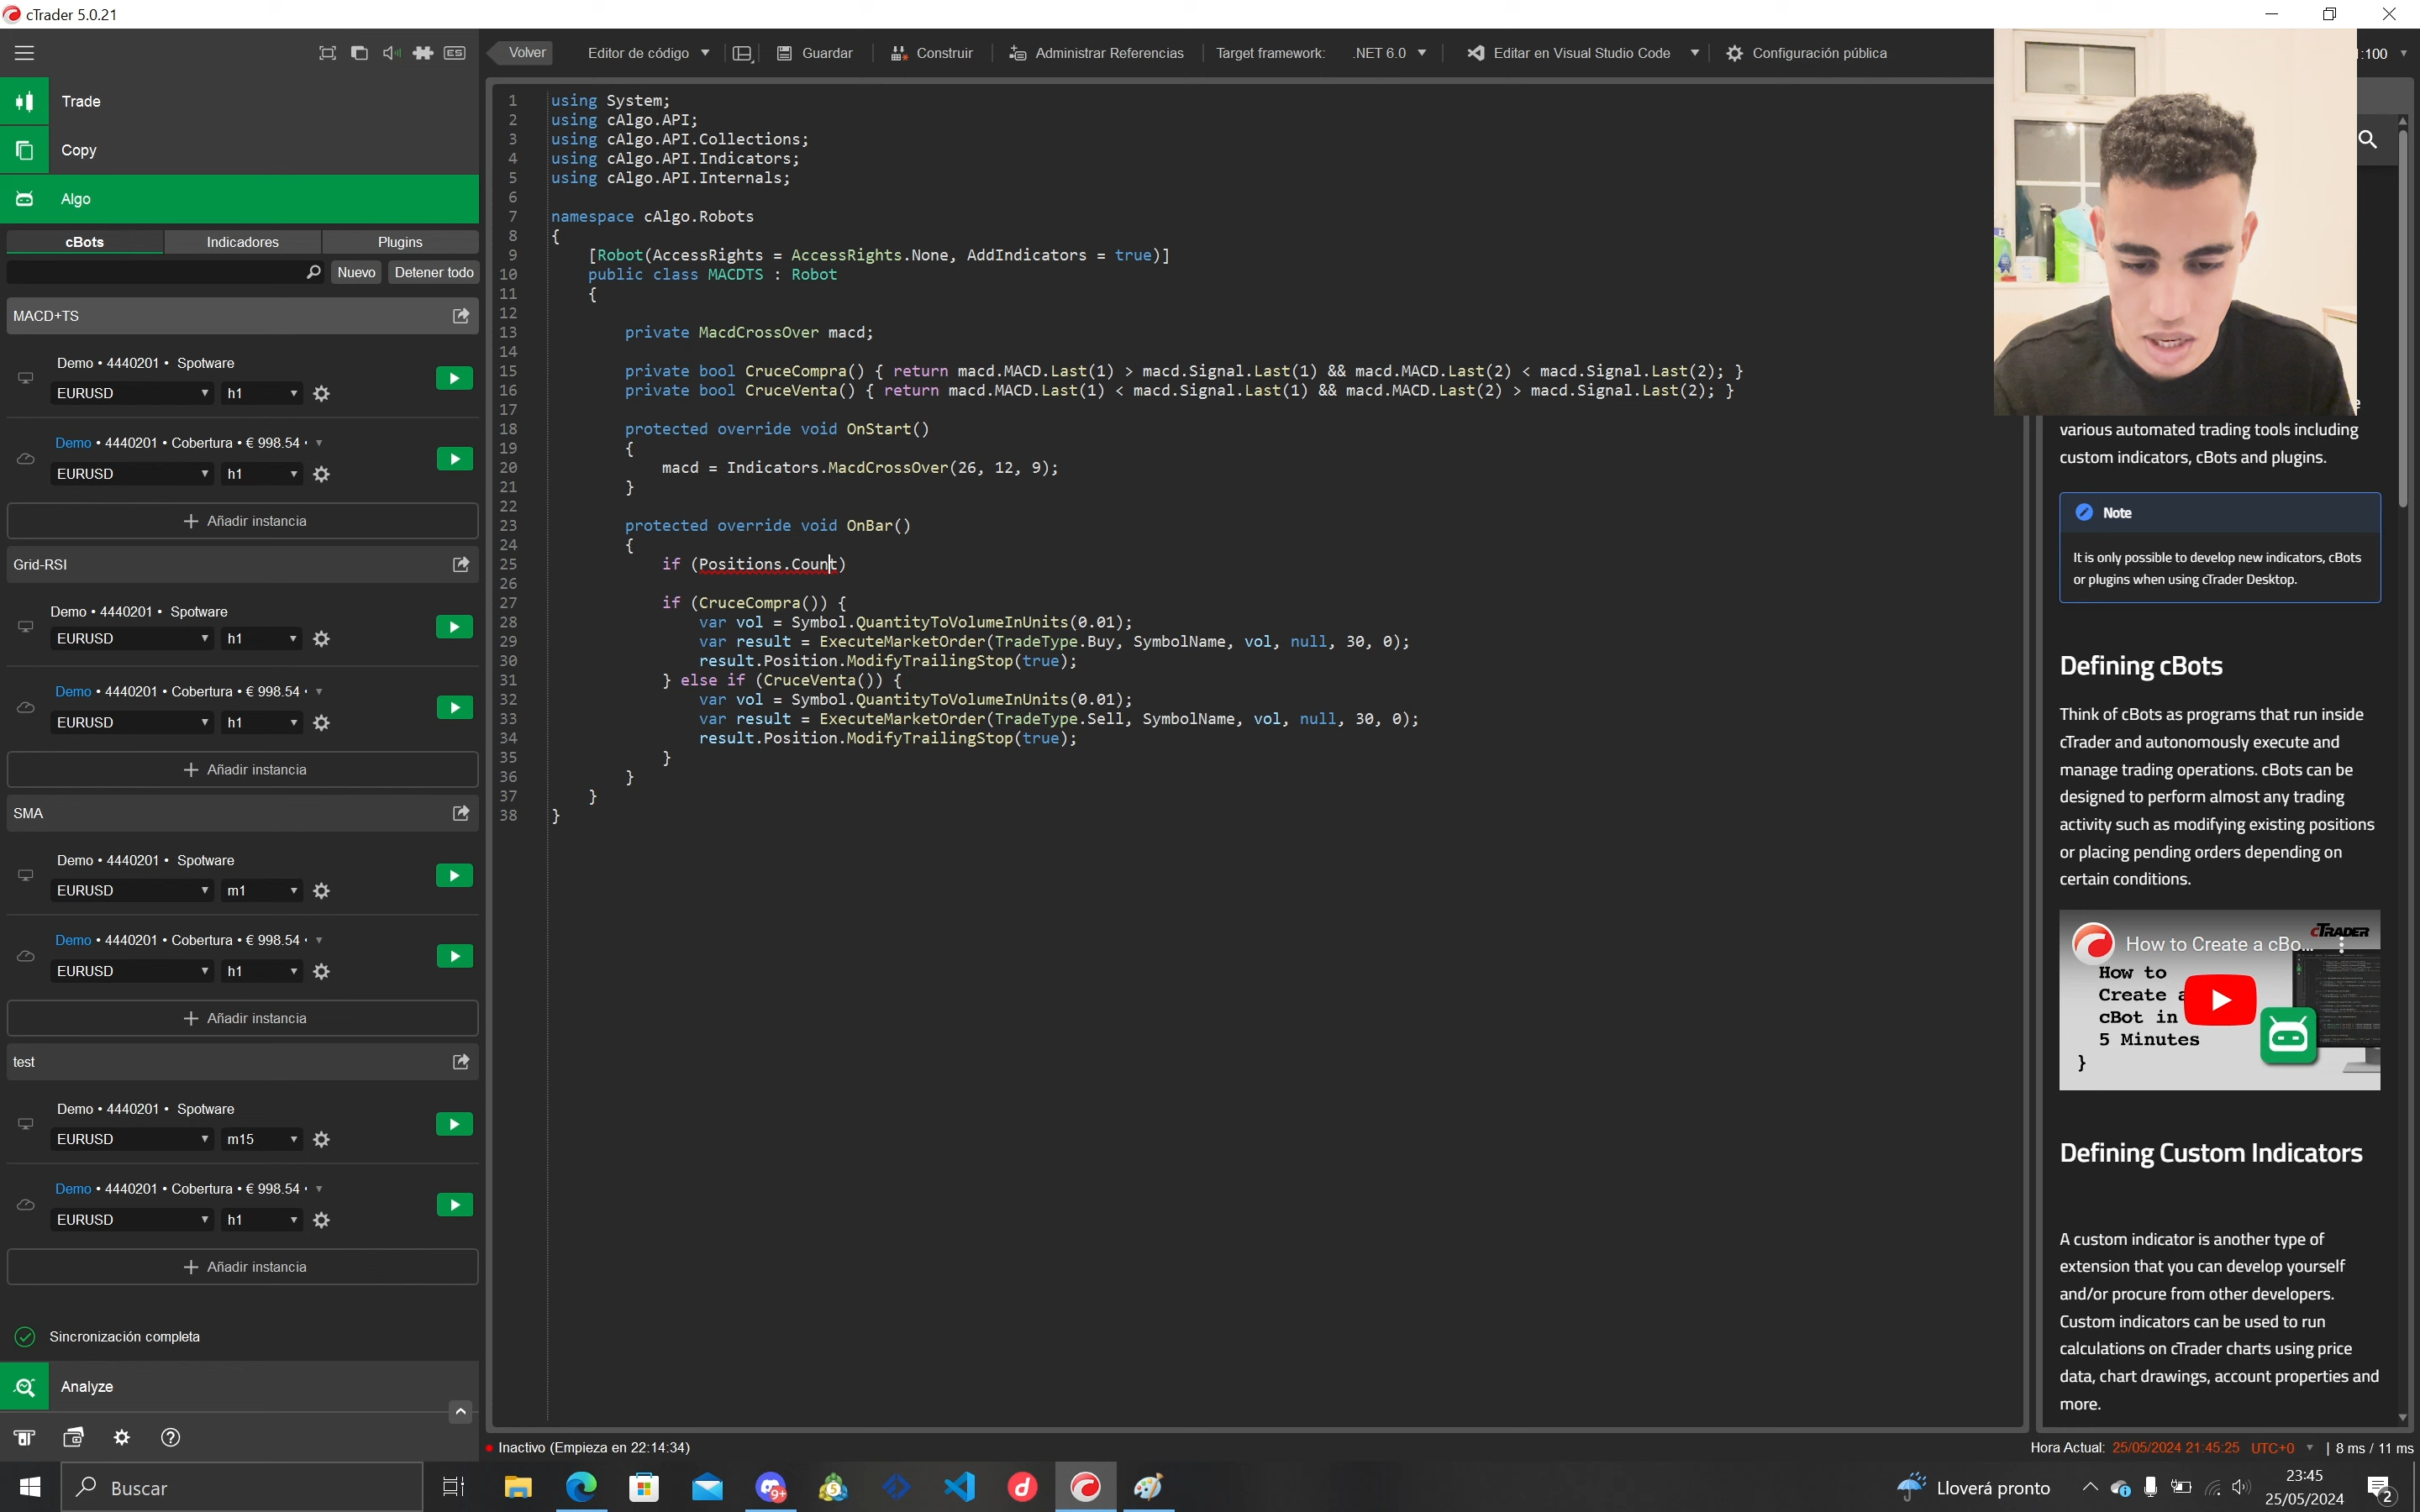 cTrader 5.0.21
ES
Volver
Editor de código
Guardar
Construir
Administrar Referencias
Target framework:
.NET 6.0
Editar en Visual Studio Code
Configuración pública
:100
Trade
Copy
Algo
cBots
Indicadores
Plugins
Nuevo
Detener todo
MACD+TS
Demo • 4440201 • Spotware
EURUSD
h1
Demo • 4440201 • Cobertura • € 998.54 •
EURUSD
h1
+ Añadir instancia
Grid-RSI
Demo • 4440201 • Spotware
EURUSD
h1
Demo • 4440201 • Cobertura • € 998.54 •
EURUSD
h1
+ Añadir instancia
SMA
Demo • 4440201 • Spotware
EURUSD
m1
Demo • 4440201 • Cobertura • € 998.54 •
EURUSD
h1
+ Añadir instancia
test
Demo • 4440201 • Spotware
EURUSD
m15
Demo • 4440201 • Cobertura • € 998.54 •
EURUSD
h1
+ Añadir instancia
Sincronización completa
Analyze
1 using System;
2 using cAlgo.API;
3 using cAlgo.API.Collections;
4 using cAlgo.API.Indicators;
5 using cAlgo.API.Internals;
6
7 namespace cAlgo.Robots
8 {
9 [Robot(AccessRights = AccessRights.None, AddIndicators = true)]
10 public class MACDTS : Robot
11 {
12
13 private MacdCrossOver macd;
14
15 private bool CruceCompra() { return macd.MACD.Last(1) > macd.Signal.Last(1) && macd.MACD.Last(2) < macd.Signal.Last(2); }
16 private bool CruceVenta() { return macd.MACD.Last(1) < macd.Signal.Last(1) && macd.MACD.Last(2) > macd.Signal.Last(2); }
17
18 protected override void OnStart()
19 {
20 macd = Indicators.MacdCrossOver(26, 12, 9);
21 }
22
23 protected override void OnBar()
24 {
25 if (Positions.Count)
26
27 if (CruceCompra()) {
28 var vol = Symbol.QuantityToVolumeInUnits(0.01);
29 var result = ExecuteMarketOrder(TradeType.Buy, SymbolName, vol, null, 30, 0);
30 result.Position.ModifyTrailingStop(true);
31 } else if (CruceVenta()) {
32 var vol = Symbol.QuantityToVolumeInUnits(0.01);
33 var result = ExecuteMarketOrder(TradeType.Sell, SymbolName, vol, null, 30, 0);
34 result.Position.ModifyTrailingStop(true);
35 }
36 }
37 }
38 }
various automated trading tools including
custom indicators, cBots and plugins.
Note
It is only possible to develop new indicators, cBots
or plugins when using cTrader Desktop.
Defining cBots
Think of cBots as programs that run inside
cTrader and autonomously execute and
manage trading operations. cBots can be
designed to perform almost any trading
activity such as modifying existing positions
or placing pending orders depending on
certain conditions.
cTRADER
How to Create a cBo...
How to
Create a
cBot in
5 Minutes
}
Defining Custom Indicators
A custom indicator is another type of
extension that you can develop yourself
and/or procure from other developers.
Custom indicators can be used to run
calculations on cTrader charts using price
data, chart drawings, account properties and
more.
Inactivo (Empieza en 22:14:34)
Hora Actual: 25/05/2024 21:45:25 UTC+0 | 8 ms / 11 ms
Buscar
9+
Lloverá pronto
23:45
25/05/2024
2